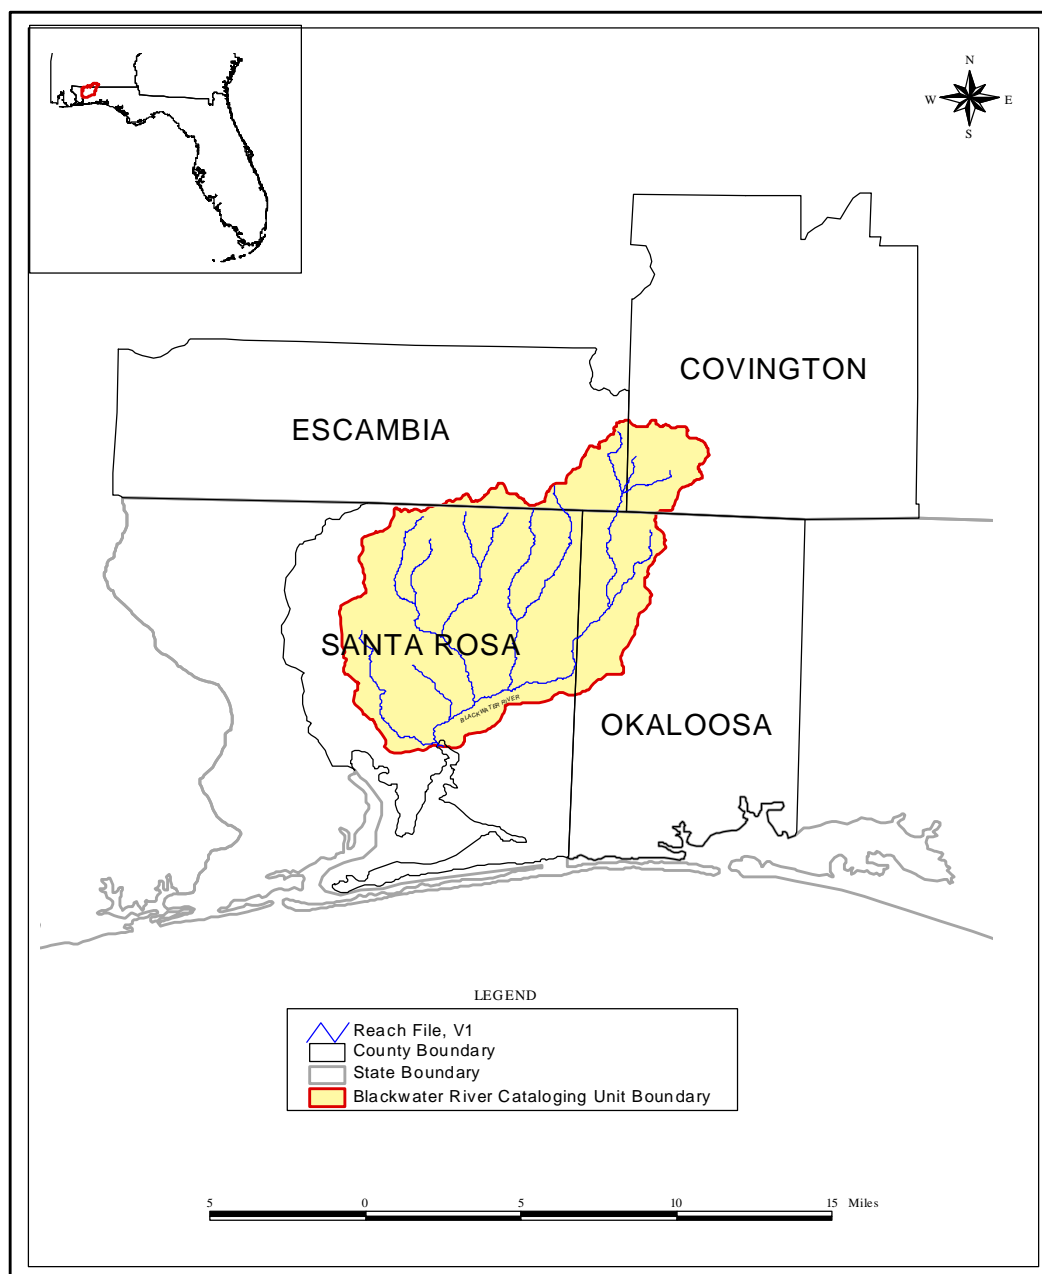 N
W E
S
COVINGTON
ESCAMBIA
SANTA ROSA
BLACKWATER RIVER
OKALOOSA
LEGEND
Reach File, V1
County Boundary
State Boundary
Blackwater River Cataloging Unit Boundary
5 0 5 10 15 Miles